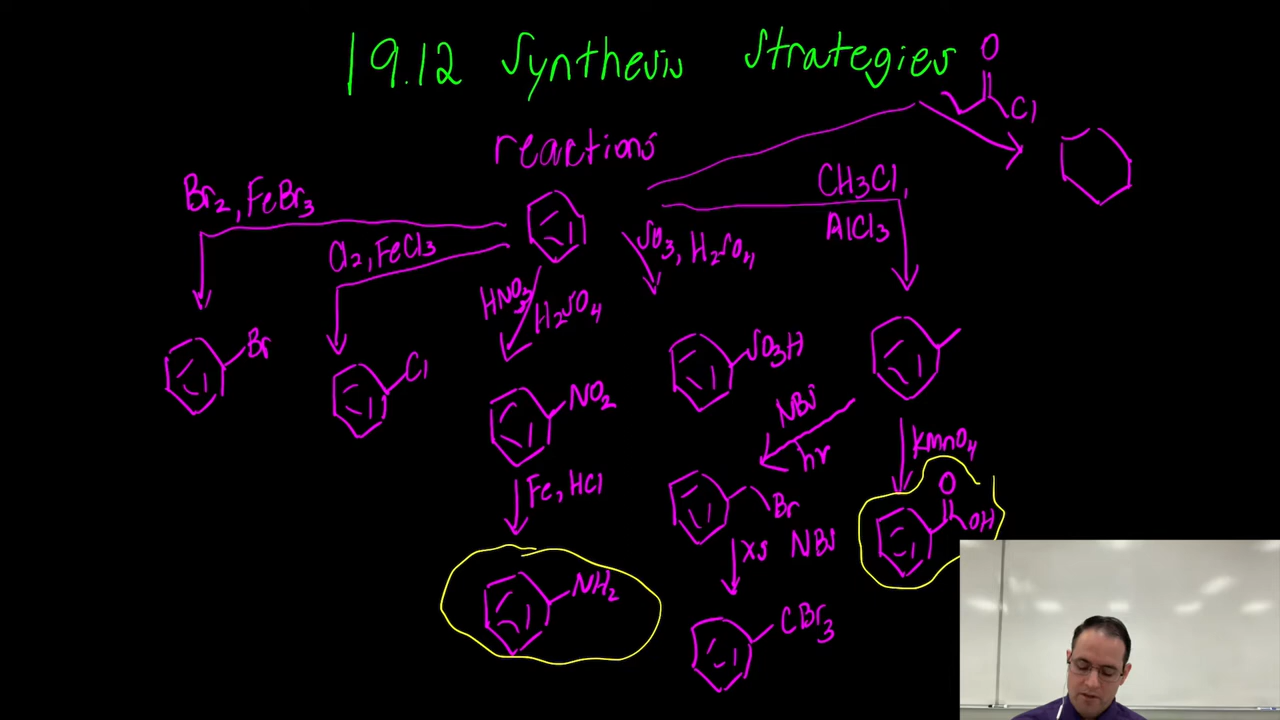 19.12 Synthesis Strategies
O
Cl
reactions
CH3Cl,
AlCl3
Br2, FeBr3
Cl2, FeCl3
SO3, H2SO4
HNO3
H2SO4
Br
Cl
NO2
SO3H
NBS
hv
KMnO4
Fe, HCl
Br
O
OH
xs NBS
NH2
CBr3